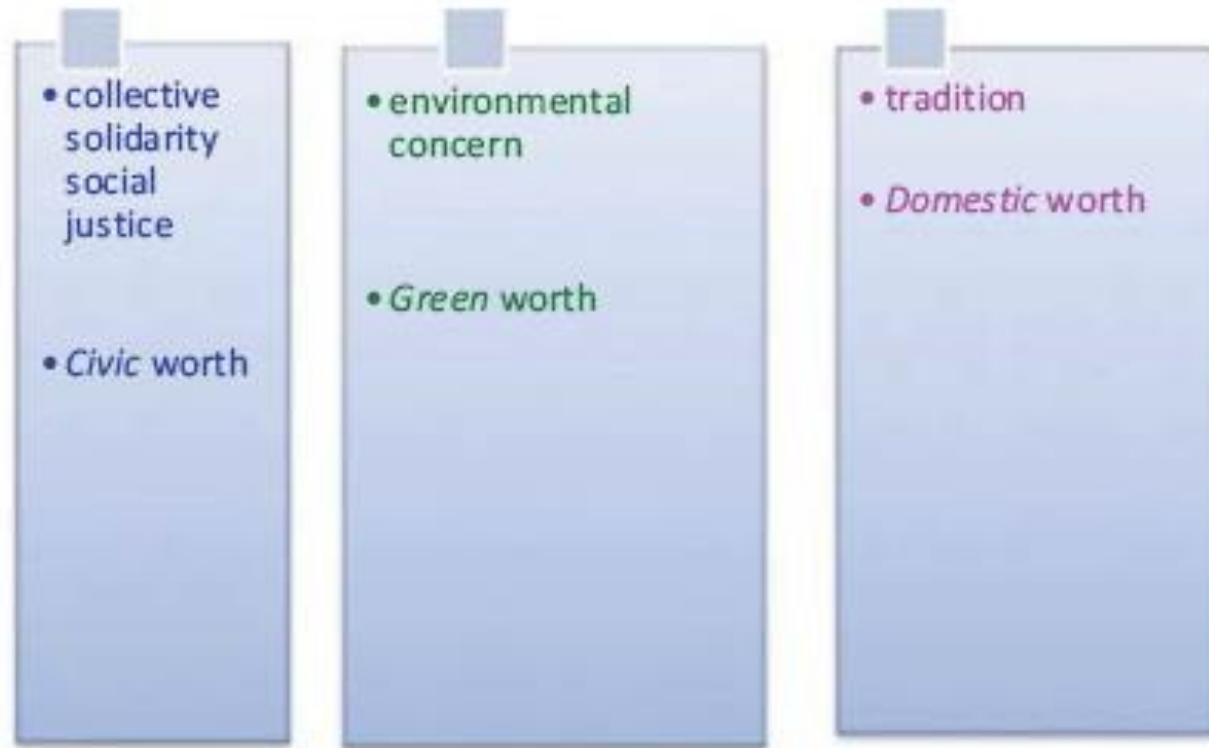 • collective
solidarity
social
justice
• Civic worth
• environmental
concern
• Green worth
• tradition
• Domestic worth